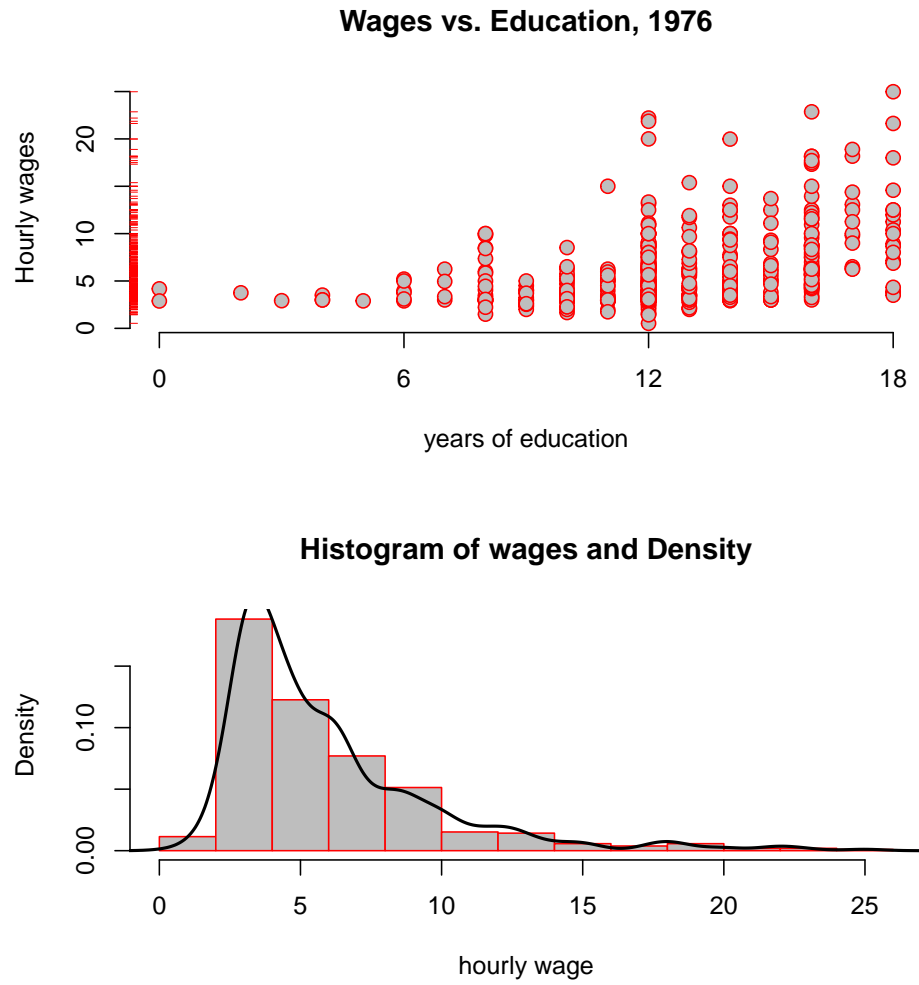 Wages vs. Education, 1976
Hourly wages
20
10
5
0
0 6 12 18
years of education
Histogram of wages and Density
Density
0.10
0.00
0 5 10 15 20 25
hourly wage